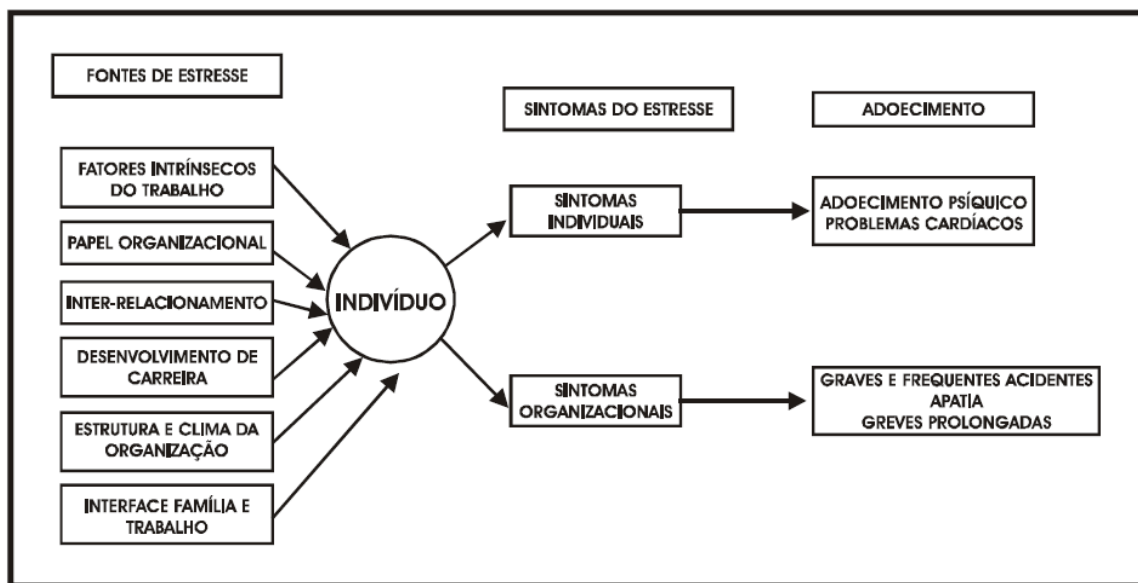 FONTES DE ESTRESSE
SINTOMAS DO ESTRESSE
ADOECIMENTO
FATORES INTRÍNSECOS
DO TRABALHO
PAPEL ORGANIZACIONAL
INTER-RELACIONAMENTO
DESENVOLVIMENTO DE
CARREIRA
ESTRUTURA E CLIMA DA
ORGANIZAÇÃO
INTERFACE FAMÍLIA E
TRABALHO
INDIVÍDUO
SINTOMAS
INDIVIDUAIS
ADOECIMENTO PSÍQUICO
PROBLEMAS CARDÍACOS
SINTOMAS
ORGANIZACIONAIS
GRAVES E FREQUENTES ACIDENTES
APATIA
GREVES PROLONGADAS